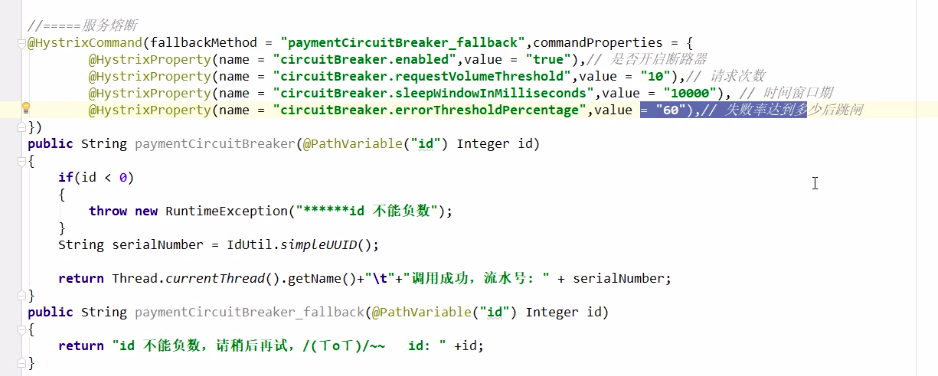 //=====服务熔断
@HystrixCommand(fallbackMethod = "paymentCircuitBreaker_fallback",commandProperties = {
        @HystrixProperty(name = "circuitBreaker.enabled",value = "true"),// 是否开启断路器
        @HystrixProperty(name = "circuitBreaker.requestVolumeThreshold",value = "10"),// 请求次数
        @HystrixProperty(name = "circuitBreaker.sleepWindowInMilliseconds",value = "10000"), // 时间窗口期
        @HystrixProperty(name = "circuitBreaker.errorThresholdPercentage",value = "60"),// 失败率达到多少后跳闸
})
public String paymentCircuitBreaker(@PathVariable("id") Integer id)
{
    if(id < 0)
    {
        throw new RuntimeException("******id 不能负数");
    }
    String serialNumber = IdUtil.simpleUUID();
    return Thread.currentThread().getName()+"\t"+"调用成功，流水号: " + serialNumber;
}
public String paymentCircuitBreaker_fallback(@PathVariable("id") Integer id)
{
    return "id 不能负数，请稍后再试，/(ㄒoㄒ)/~~   id: " +id;
}